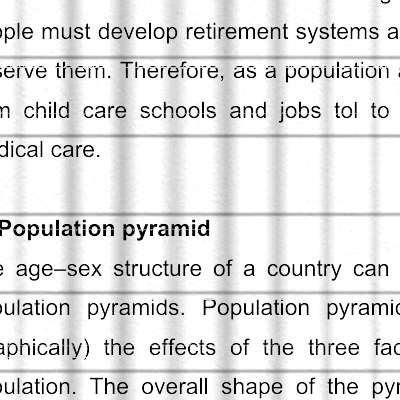 ople must develop retirement systems a
serve them. Therefore, as a population
m child care schools and jobs tol to
dical care.
Population pyramid
e age–sex structure of a country can
pulation pyramids. Population pyramic
aphically) the effects of the three fac
pulation. The overall shape of the pyr